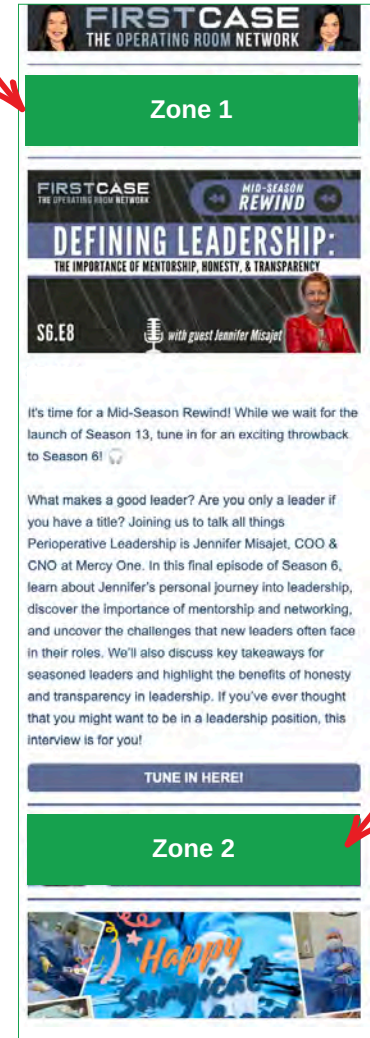 FIRSTCASE
THE OPERATING ROOM NETWORK
Zone 1
FIRSTCASE
THE OPERATING ROOM NETWORK
MID-SEASON
REWIND
DEFINING LEADERSHIP:
THE IMPORTANCE OF MENTORSHIP, HONESTY, & TRANSPARENCY
S6.E8
with guest Jennifer Misajet
It's time for a Mid-Season Rewind! While we wait for the
launch of Season 13, tune in for an exciting throwback
to Season 6!
What makes a good leader? Are you only a leader if
you have a title? Joining us to talk all things
Perioperative Leadership is Jennifer Misajet, COO &
CNO at Mercy One. In this final episode of Season 6,
learn about Jennifer's personal journey into leadership,
discover the importance of mentorship and networking,
and uncover the challenges that new leaders often face
in their roles. We'll also discuss key takeaways for
seasoned leaders and highlight the benefits of honesty
and transparency in leadership. If you've ever thought
that you might want to be in a leadership position, this
interview is for you!
TUNE IN HERE!
Zone 2
Happy
Surgical